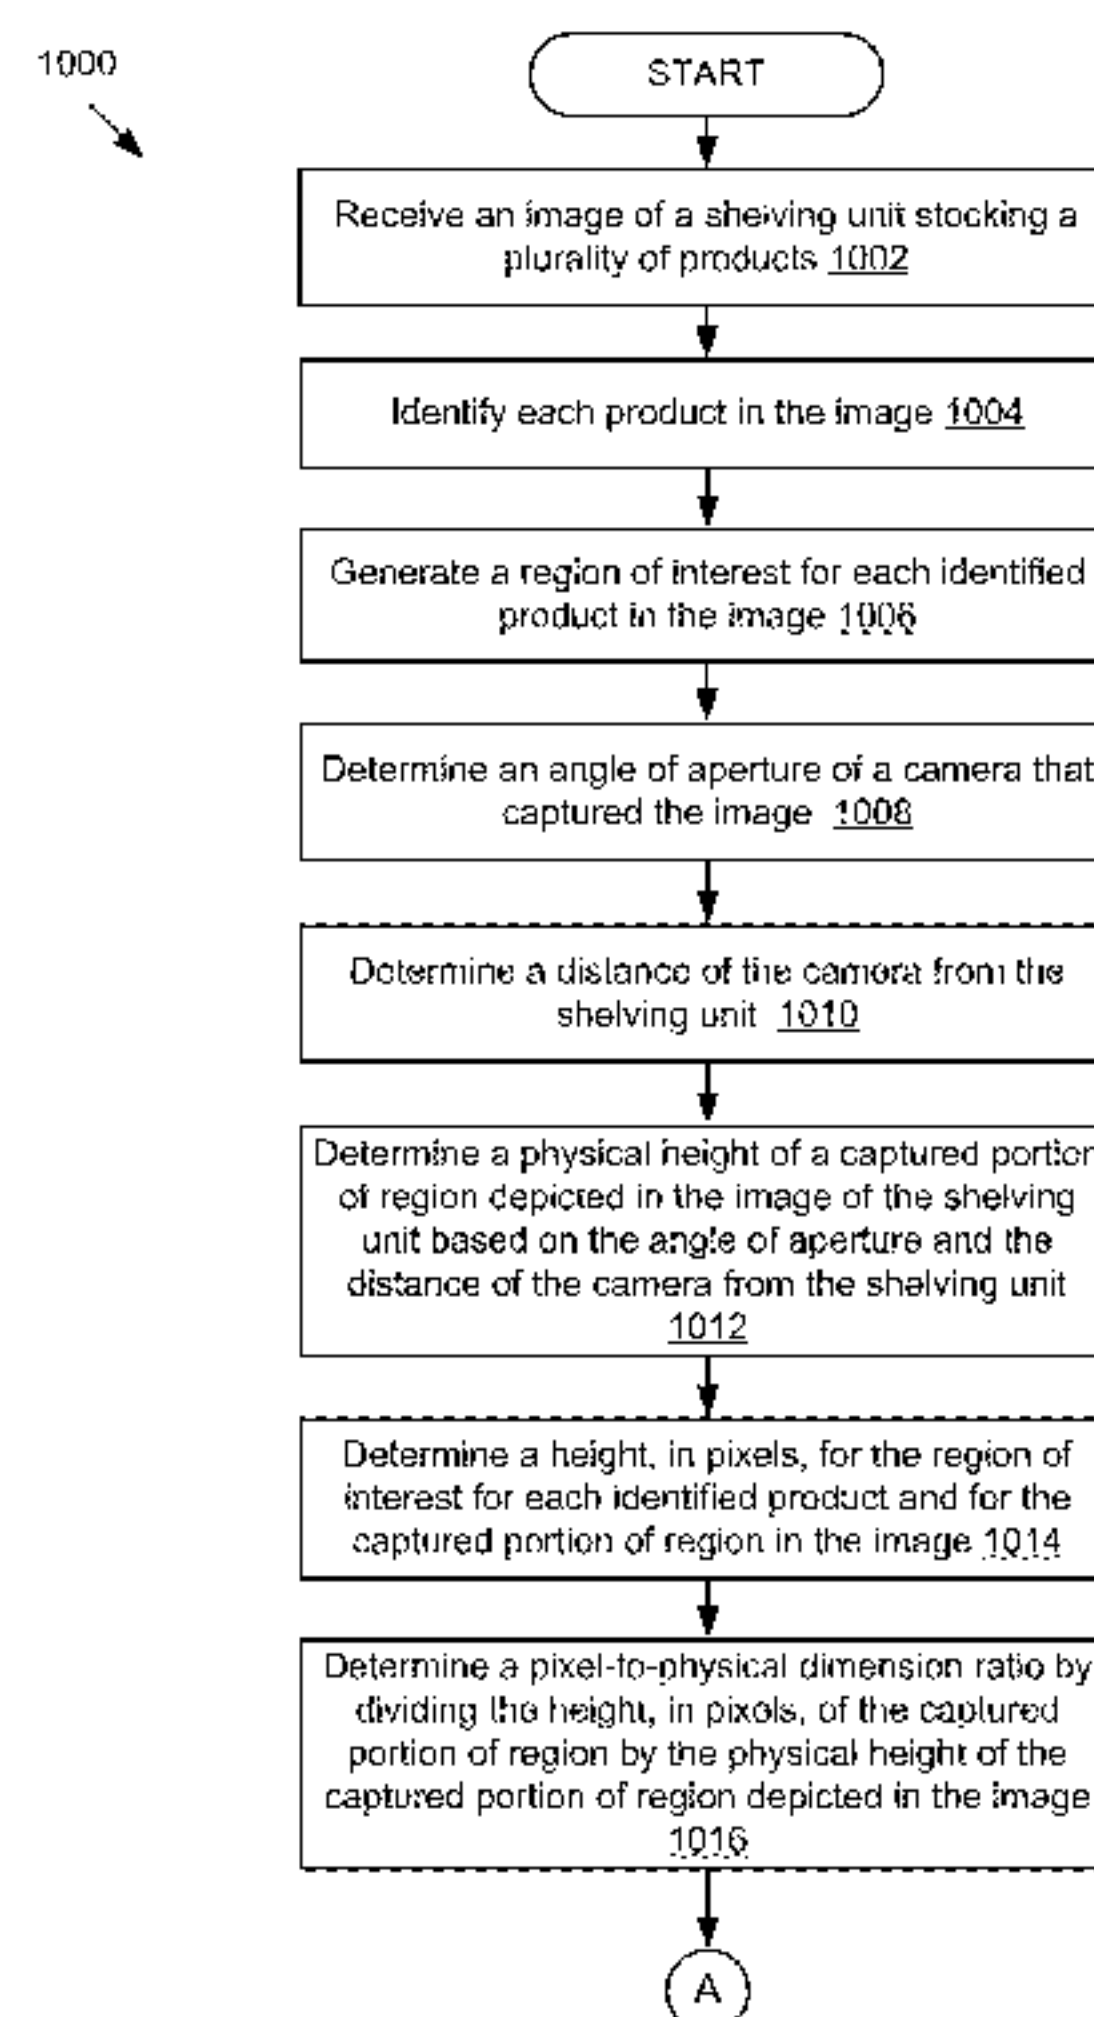 1000
START
Receive an image of a shelving unit stocking a
plurality of products 1002
Identify each product in the image 1004
Generate a region of interest for each identified
product in the image 1006
Determine an angle of aperture of a camera that
captured the image 1008
Determine a distance of the camera from the
shelving unit 1010
Determine a physical height of a captured portion
of region depicted in the image of the shelving
unit based on the angle of aperture and the
distance of the camera from the shelving unit
1012
Determine a height, in pixels, for the region of
interest for each identified product and for the
captured portion of region in the image 1014
Determine a pixel-to-physical dimension ratio by
dividing the height, in pixels, of the captured
portion of region by the physical height of the
captured portion of region depicted in the image
1016
A